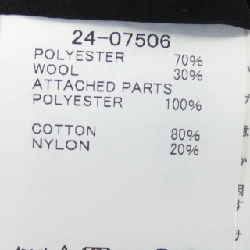 24-07506
POLYESTER 70%
WOOL 30%
ATTACHED PARTS
POLYESTER 100%
COTTON 80%
NYLON 20%